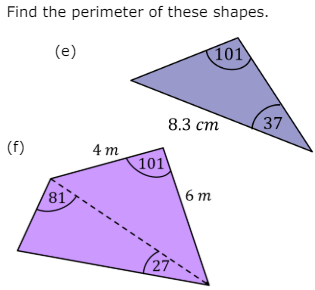 Find the perimeter of these shapes.
(e)
101
8.3 cm
37
(f)
4 m
101
81
6 m
27